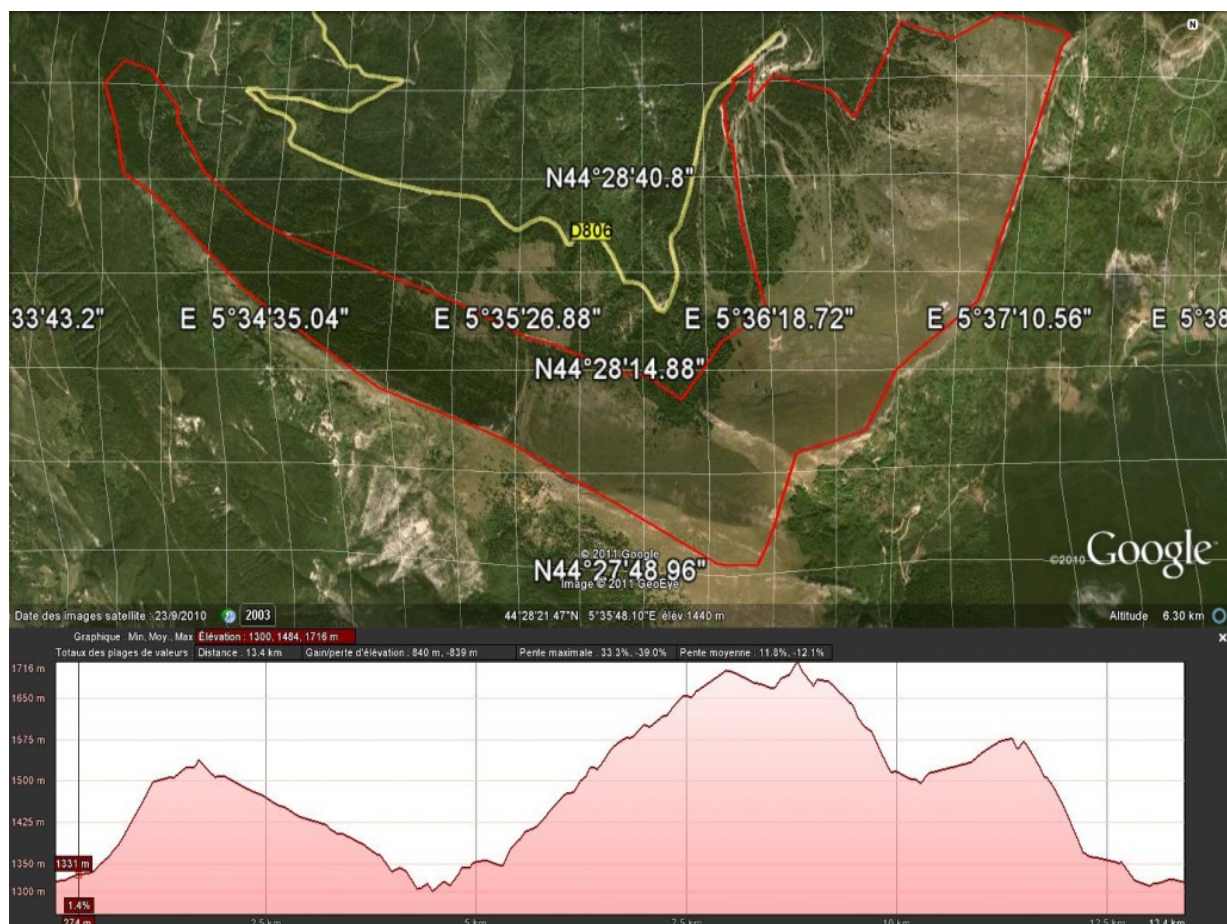 N
N44°28'40.8"
D806
33'43.2" E 5°34'35.04" E 5°35'26.88" E 5°36'18.72" E 5°37'10.56" E 5°38
N44°28'14.88"
© 2011 Google
N44°27'48.96"
Image © 2011 GeoEye
©2010 Google
Date des images satellite : 23/9/2010 2003 44°28'21.47"N 5°35'48.10"E élév. 1440 m Altitude 6.30 km
Graphique : Min, Moy., Max Élévation : 1300, 1484, 1716 m
Totaux des plages de valeurs : Distance : 13.4 km Gain/perte d'élévation : 840 m, -839 m Pente maximale : 33.3%, -39.0% Pente moyenne : 11.8%, -12.1%
1716 m
1650 m
1575 m
1500 m
1425 m
1350 m
1331 m
1300 m
1.4%
274 m 2.5 km 5 km 7.5 km 10 km 12.5 km 13.4 km